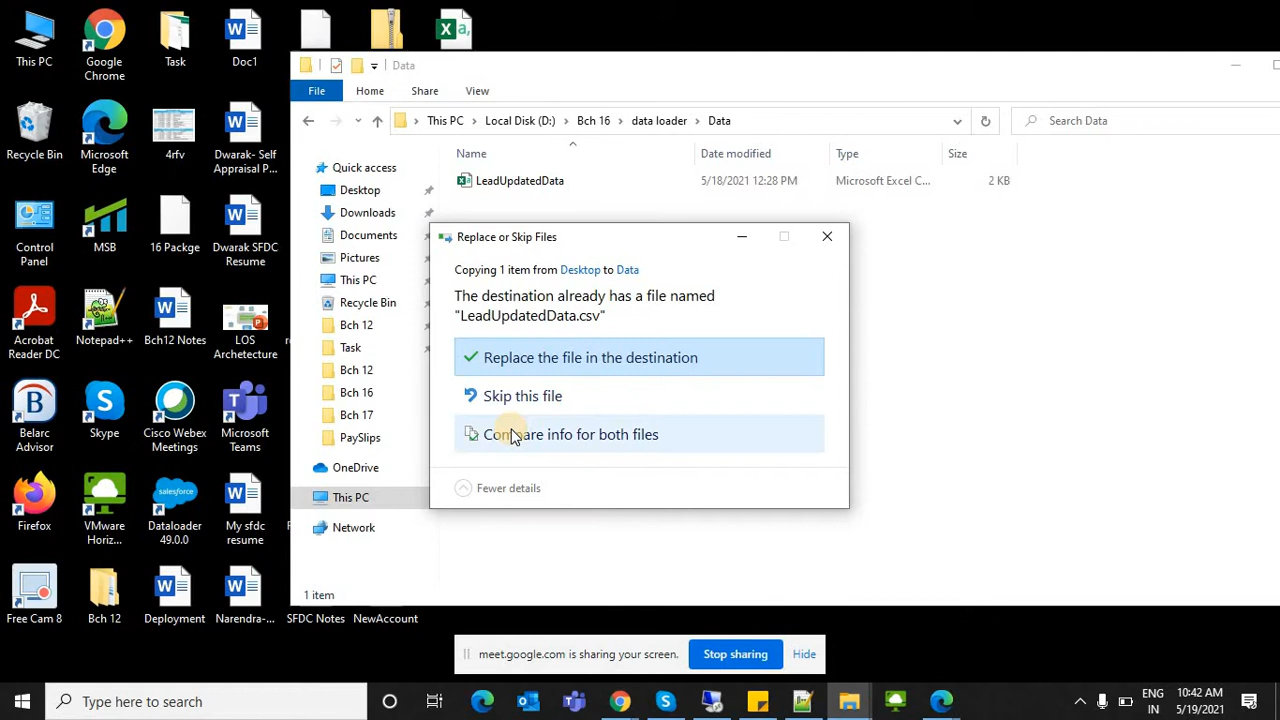 This PC
Google Chrome
Task
Doc1
Recycle Bin
Microsoft Edge
4rfv
Dwarak- Self Appraisal P...
Control Panel
MSB
16 Packge
Dwarak SFDC Resume
Acrobat Reader DC
Notepad++
Bch12 Notes
LOS Archetecture
Belarc Advisor
Skype
Cisco Webex Meetings
Microsoft Teams
Firefox
VMware Horiz...
Dataloader 49.0.0
My sfdc resume
Free Cam 8
Bch 12
Deployment
Narendra-...
SFDC Notes
NewAccount
Data
File
Home
Share
View
This PC
Local Disk (D:)
Bch 16
data loader
Data
Search Data
Name
Date modified
Type
Size
LeadUpdatedData
5/18/2021 12:28 PM
Microsoft Excel C...
2 KB
Quick access
Desktop
Downloads
Documents
Pictures
This PC
Recycle Bin
Bch 12
Task
Bch 12
Bch 16
Bch 17
PaySlips
OneDrive
This PC
Network
1 item
Replace or Skip Files
Copying 1 item from Desktop to Data
The destination already has a file named
"LeadUpdatedData.csv"
Replace the file in the destination
Skip this file
Compare info for both files
Fewer details
meet.google.com is sharing your screen.
Stop sharing
Hide
Type here to search
ENG
IN
10:42 AM
5/19/2021